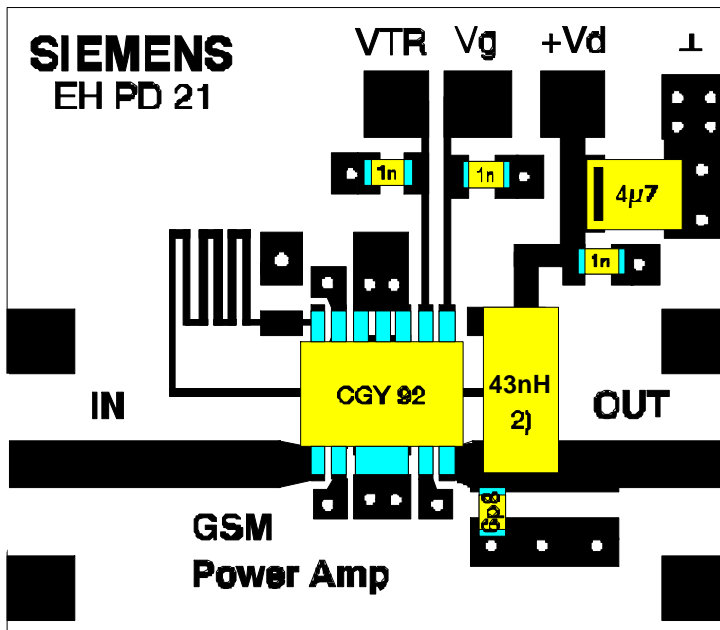 SIEMENS
EH PD 21
VTR Vg +Vd ⊥
1n 1n 4µ7
1n
CGY 92
43nH
2)
IN OUT
6p8
GSM
Power Amp